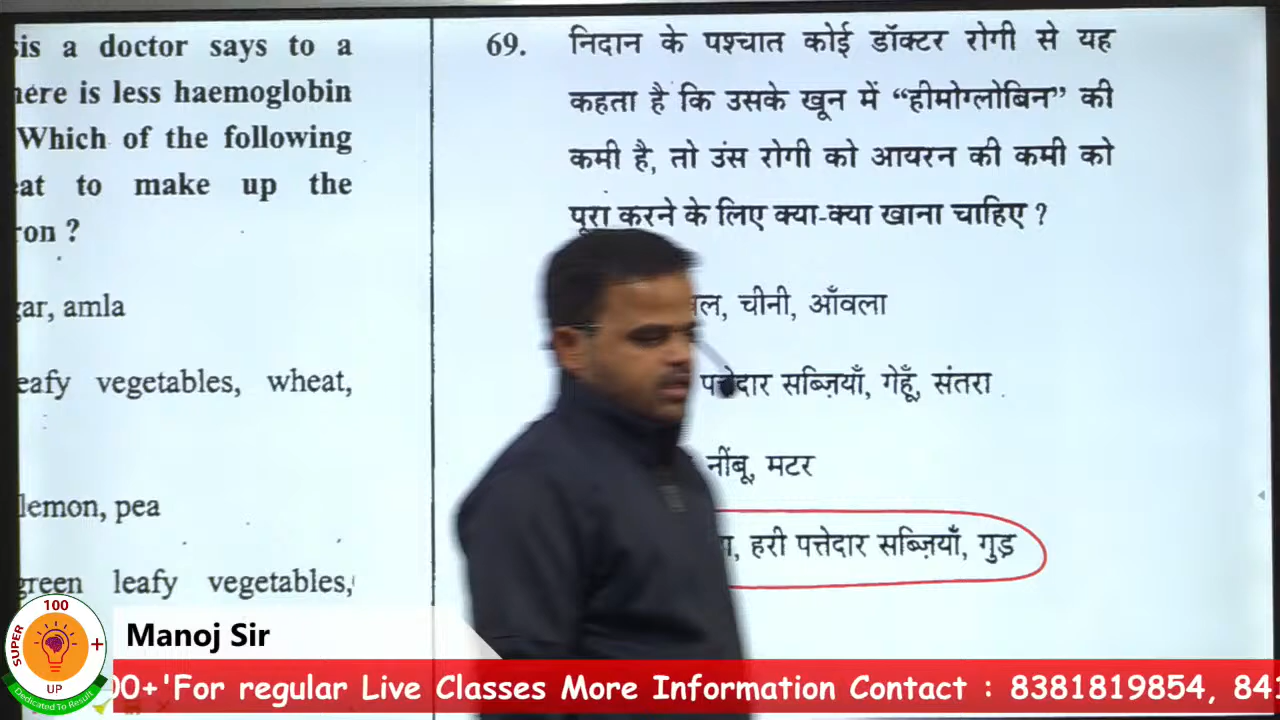 is a doctor says to a
here is less haemoglobin
Which of the following
eat to make up the
ron ?
gar, amla
eafy vegetables, wheat,
lemon, pea
green leafy vegetables,
69. निदान के पश्चात कोई डॉक्टर रोगी से यह
कहता है कि उसके खून में “हीमोग्लोबिन” की
कमी है, तो उस रोगी को आयरन की कमी को
पूरा करने के लिए क्या-क्या खाना चाहिए ?
चीनी, आँवला
पत्तेदार सब्ज़ियाँ, गेहूँ, संतरा
नींबू, मटर
हरी पत्तेदार सब्ज़ियाँ, गुड़
SUPER 100 +
UP
Dedicated To Result
Manoj Sir
00+'For regular Live Classes More Information Contact : 8381819854, 841